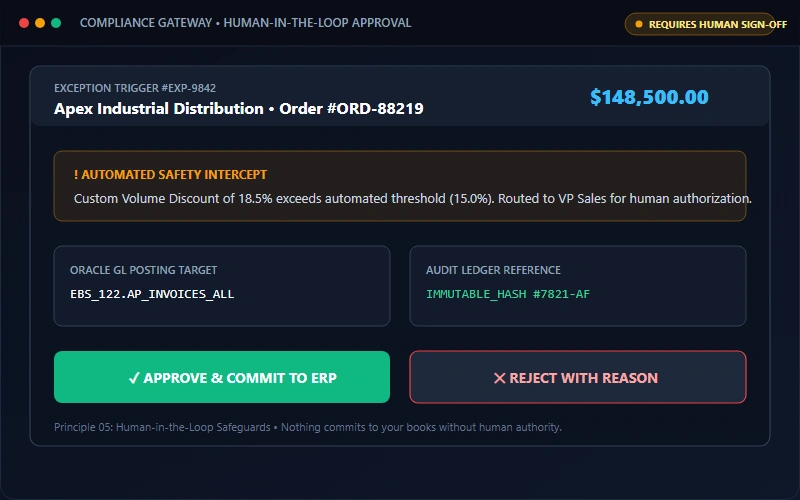 COMPLIANCE GATEWAY • HUMAN-IN-THE-LOOP APPROVAL
REQUIRES HUMAN SIGN-OFF
EXCEPTION TRIGGER #EXP-9842
Apex Industrial Distribution • Order #ORD-88219
$148,500.00
! AUTOMATED SAFETY INTERCEPT
Custom Volume Discount of 18.5% exceeds automated threshold (15.0%). Routed to VP Sales for human authorization.
ORACLE GL POSTING TARGET
EBS_122.AP_INVOICES_ALL
AUDIT LEDGER REFERENCE
IMMUTABLE_HASH #7821-AF
✓ APPROVE & COMMIT TO ERP
✕ REJECT WITH REASON
Principle 05: Human-in-the-Loop Safeguards • Nothing commits to your books without human authority.